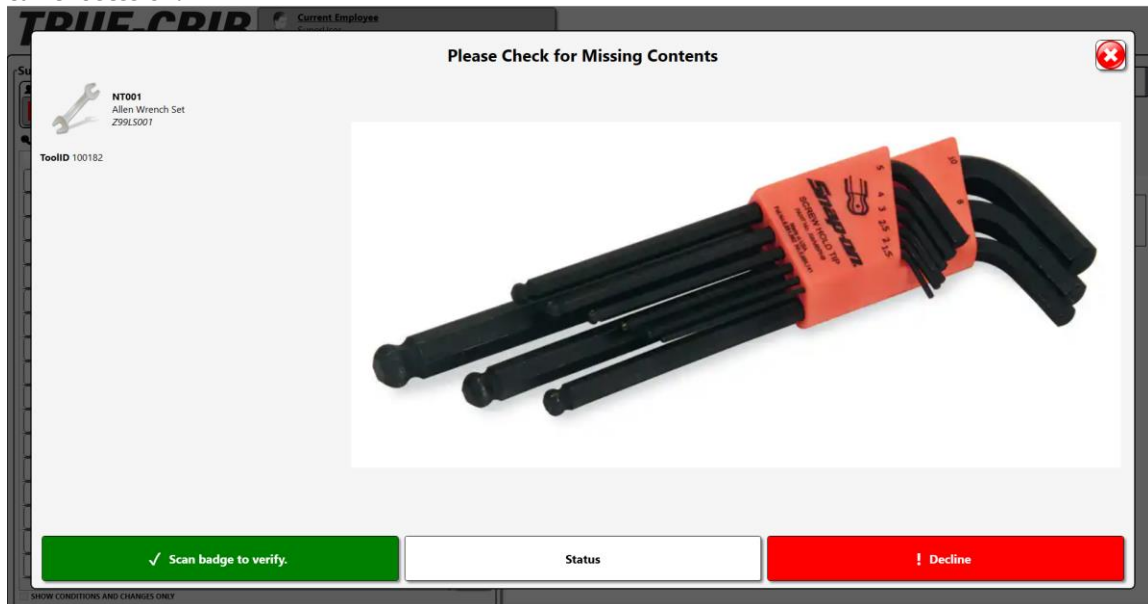 TRUE-CRIB
Current Employee
Please Check for Missing Contents
NT001
Allen Wrench Set
Z99LS001
ToolID 100182
5 4 3 2.5 2 1.5
10 8
Snap-on
SCREW HOLD TIP
✓ Scan badge to verify.
Status
! Decline
SHOW CONDITIONS AND CHANGES ONLY